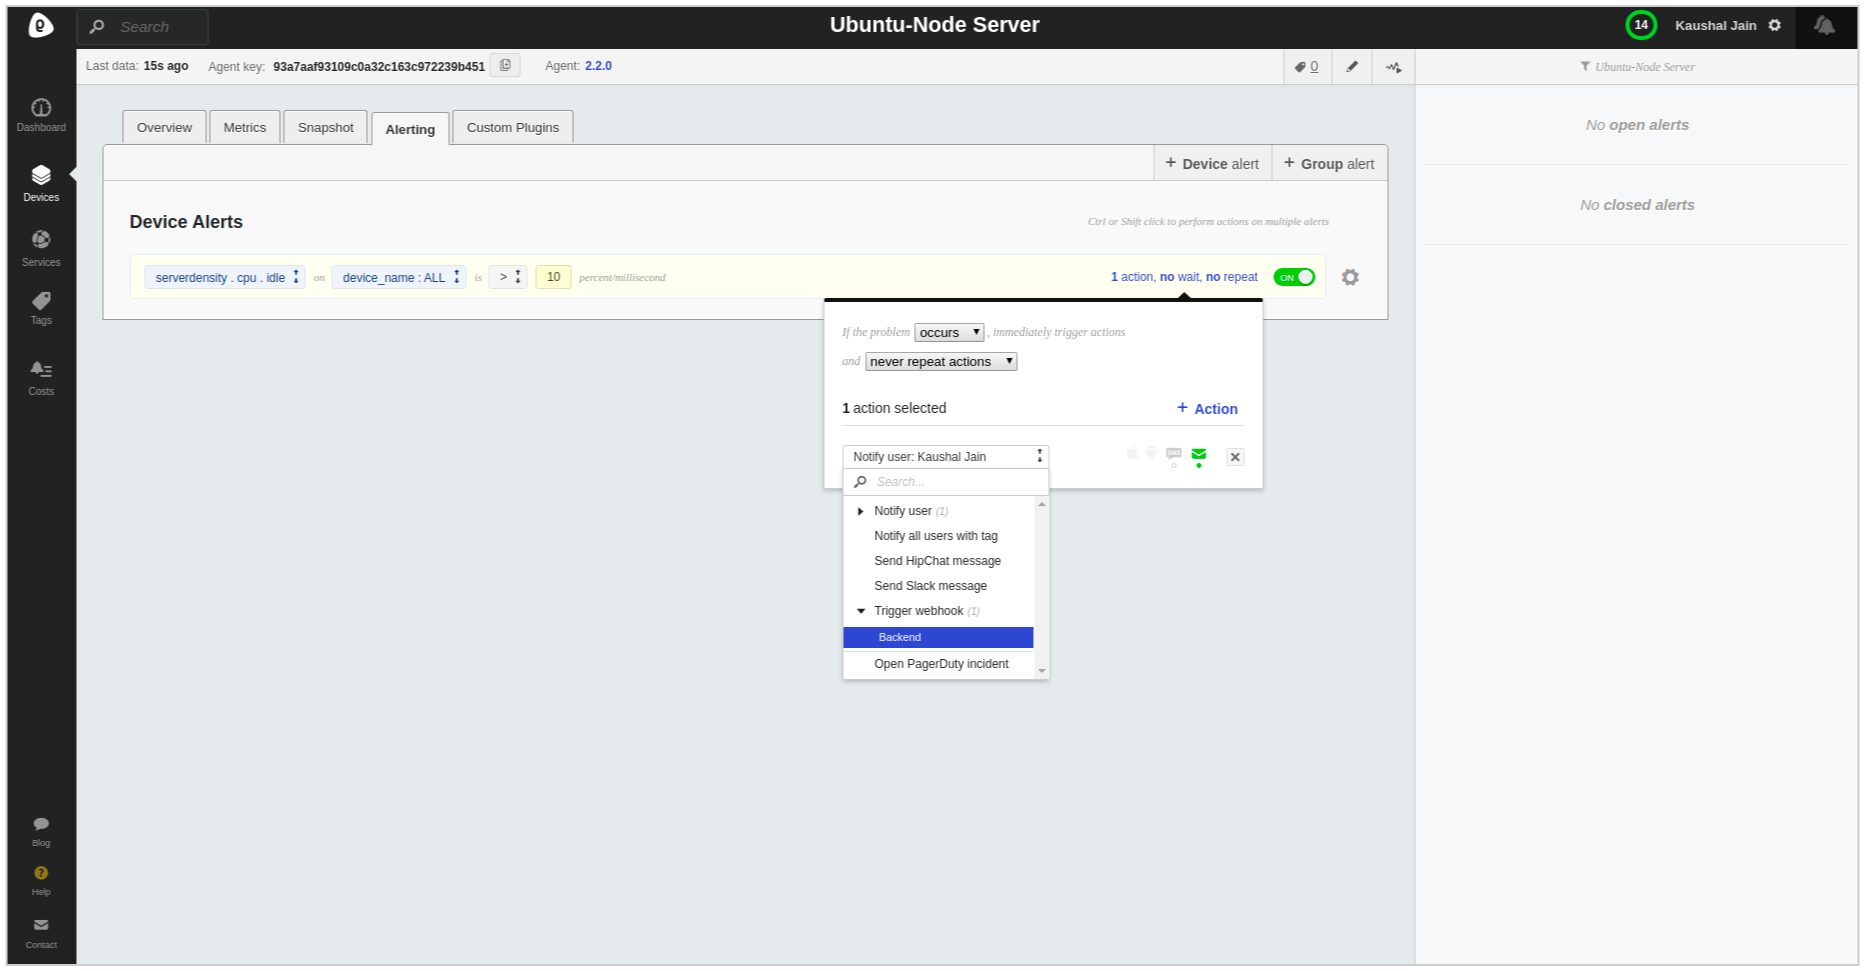 Search
Ubuntu-Node Server
14
Kaushal Jain
Last data: 15s ago
Agent key: 93a7aaf93109c0a32c163c972239b451
Agent: 2.2.0
0
Ubuntu-Node Server
Dashboard
Devices
Services
Tags
Costs
Blog
Help
Contact
Overview
Metrics
Snapshot
Alerting
Custom Plugins
+ Device alert
+ Group alert
Device Alerts
Ctrl or Shift click to perform actions on multiple alerts
serverdensity . cpu . idle on device_name : ALL is > 10 percent/millisecond
1 action, no wait, no repeat
ON
If the problem occurs , immediately trigger actions
and never repeat actions
1 action selected
+ Action
Notify user: Kaushal Jain
SMS
Search...
Notify user (1)
Notify all users with tag
Send HipChat message
Send Slack message
Trigger webhook (1)
Backend
Open PagerDuty incident
No open alerts
No closed alerts